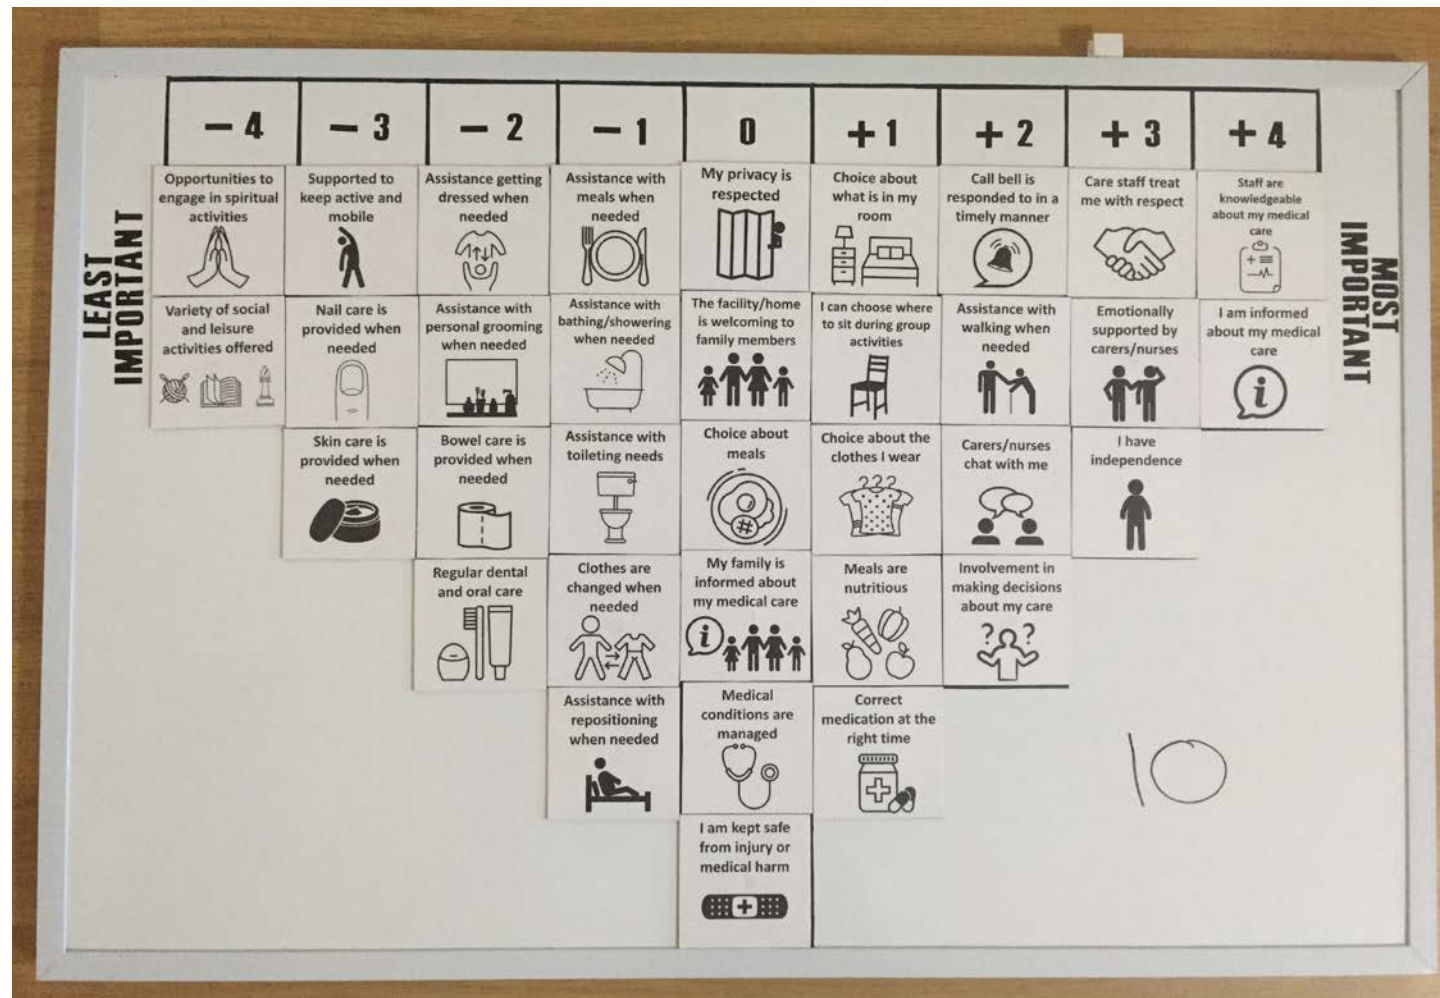 LEAST
IMPORTANT
− 4
− 3
− 2
− 1
0
+ 1
+ 2
+ 3
+ 4
MOST
IMPORTANT
Opportunities to
engage in spiritual
activities
Supported to
keep active and
mobile
Assistance getting
dressed when
needed
Assistance with
meals when
needed
My privacy is
respected
Choice about
what is in my
room
Call bell is
responded to in a
timely manner
Care staff treat
me with respect
Staff are
knowledgeable
about my medical
care
Variety of social
and leisure
activities offered
Nail care is
provided when
needed
Assistance with
personal grooming
when needed
Assistance with
bathing/showering
when needed
The facility/home
is welcoming to
family members
I can choose where
to sit during group
activities
Assistance with
walking when
needed
Emotionally
supported by
carers/nurses
I am informed
about my medical
care
i
Skin care is
provided when
needed
Bowel care is
provided when
needed
Assistance with
toileting needs
Choice about
meals
Choice about the
clothes I wear
Carers/nurses
chat with me
I have
independence
Regular dental
and oral care
Clothes are
changed when
needed
My family is
informed about
my medical care
i
Meals are
nutritious
Involvement in
making decisions
about my care
? ?
Assistance with
repositioning
when needed
Medical
conditions are
managed
Correct
medication at the
right time
10
I am kept safe
from injury or
medical harm